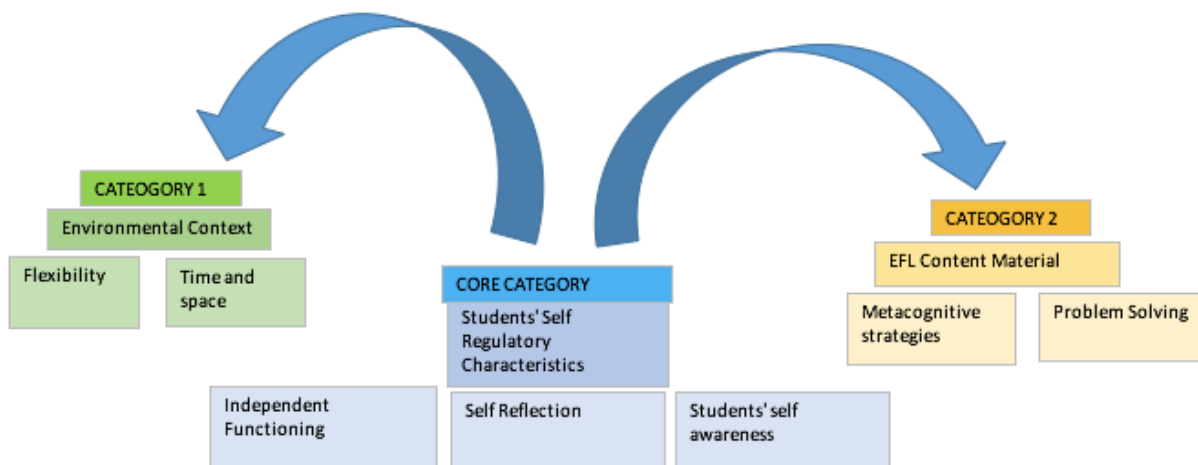 CATEOGORY 1
Environmental Context
Flexibility
Time and
space
CORE CATEGORY
Students' Self
Regulatory
Characteristics
Independent
Functioning
Self Reflection
Students' self
awareness
CATEOGORY 2
EFL Content Material
Metacognitive
strategies
Problem Solving